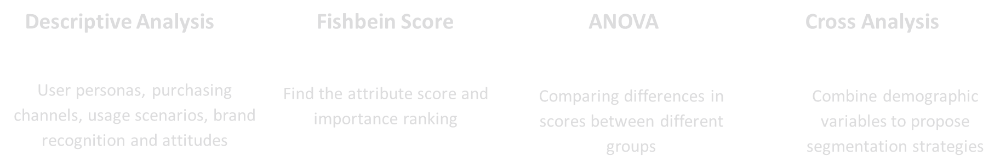 Descriptive Analysis
User personas, purchasing
channels, usage scenarios, brand
recognition and attitudes
Fishbein Score
Find the attribute score and
importance ranking
ANOVA
Comparing differences in
scores between different
groups
Cross Analysis
Combine demographic
variables to propose
segmentation strategies